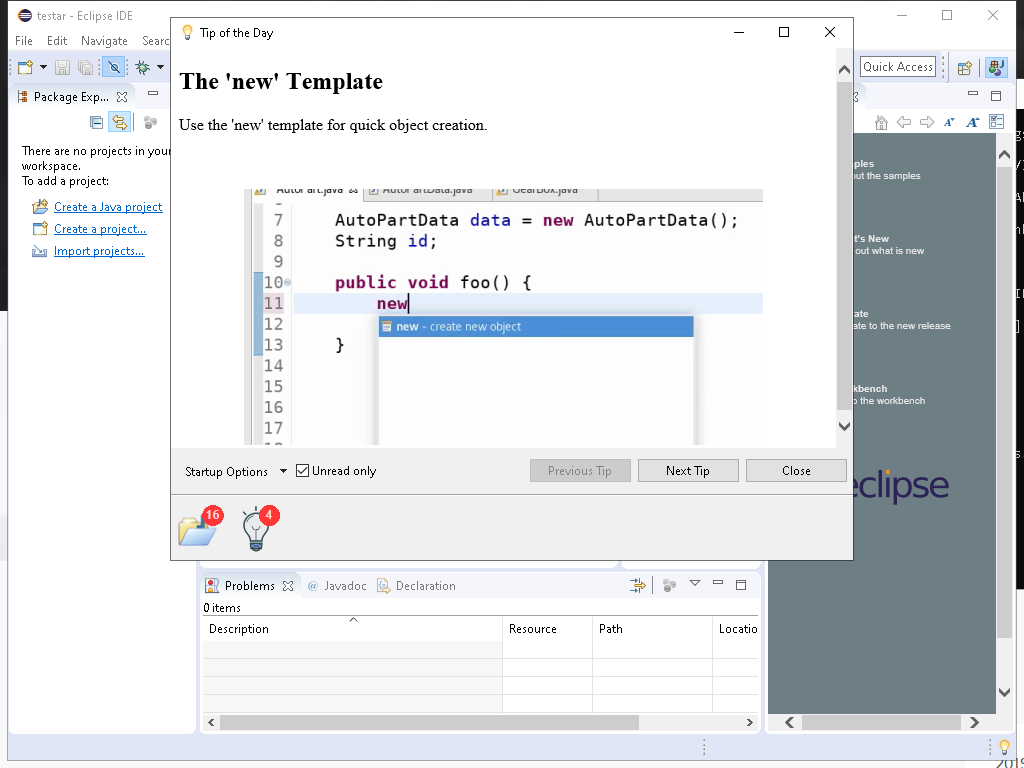 testar - Eclipse IDE
File Edit Navigate Searc
Quick Access
Package Exp...
There are no projects in your
workspace.
To add a project:
Create a Java project
Create a project...
Import projects...
Tip of the Day
The 'new' Template
Use the 'new' template for quick object creation.
AutoPart.java AutoPartData.java GearBox.java
7 AutoPartData data = new AutoPartData();
8 String id;
9
10 public void foo() {
11 new
new - create new object
12
13 }
14
15
16
17
Startup Options Unread only Previous Tip Next Tip Close
16 4
ples
out the samples
t's New
out what is new
ate
ate to the new release
kbench
o the workbench
eclipse
Problems @ Javadoc Declaration
0 items
Description Resource Path Locatio